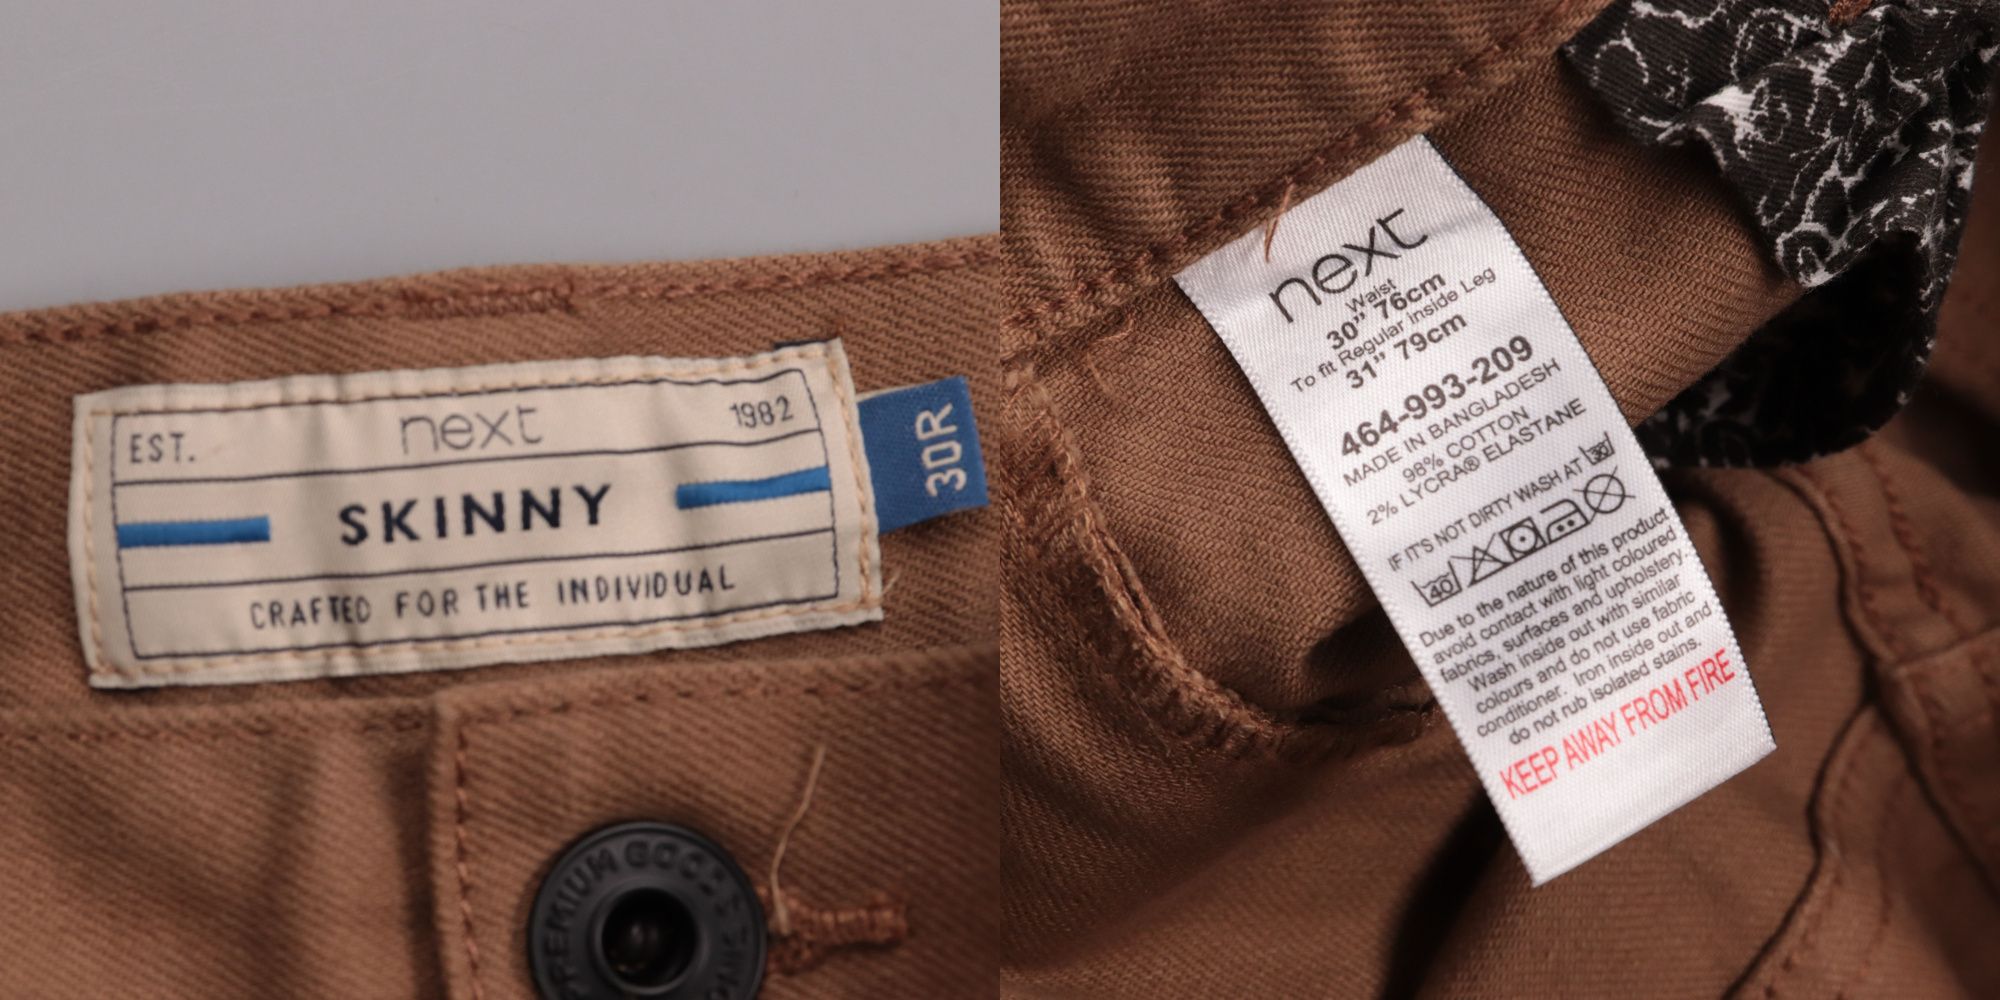 EST. next 1982
SKINNY
CRAFTED FOR THE INDIVIDUAL
30R
PREMIUM GOODS
next
Waist
30" 76cm
To fit Regular Inside Leg
31" 79cm
464-993-209
MADE IN BANGLADESH
98% COTTON
2% LYCRA® ELASTANE
IF IT'S NOT DIRTY WASH AT 30
40
Due to the nature of this product
avoid contact with light coloured
fabrics, surfaces and upholstery.
Wash inside out with similar
colours and do not use fabric
conditioner. Iron inside out and
do not rub isolated stains.
KEEP AWAY FROM FIRE